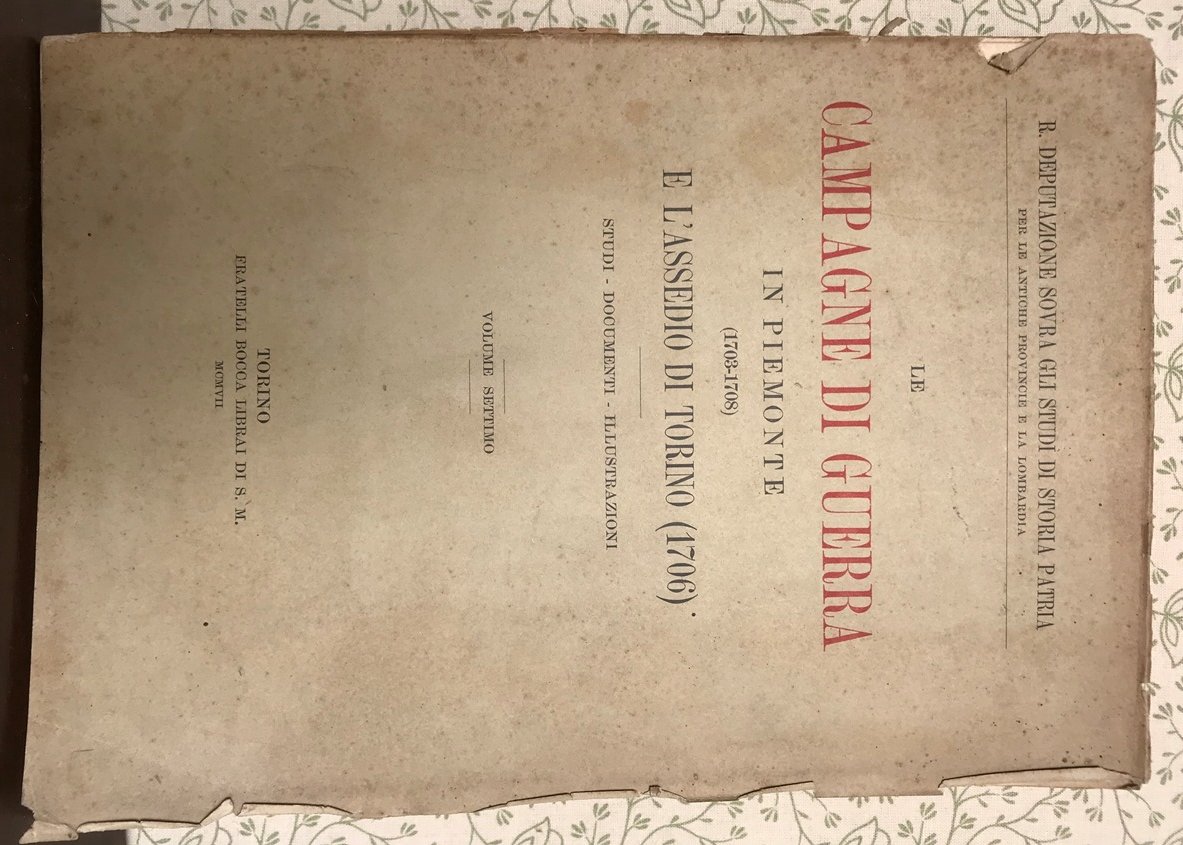 R. DEPUTAZIONE SOVRA GLI STUDI DI STORIA PATRIA
PER LE ANTICHE PROVINCIE E LA LOMBARDIA
LE
CAMPAGNE DI GUERRA
IN PIEMONTE
(1703-1708)
E L'ASSEDIO DI TORINO (1706)
STUDI - DOCUMENTI - ILLUSTRAZIONI
VOLUME SETTIMO
TORINO
FRATELLI BOCCA LIBRAI DI S. M.
MCMVII